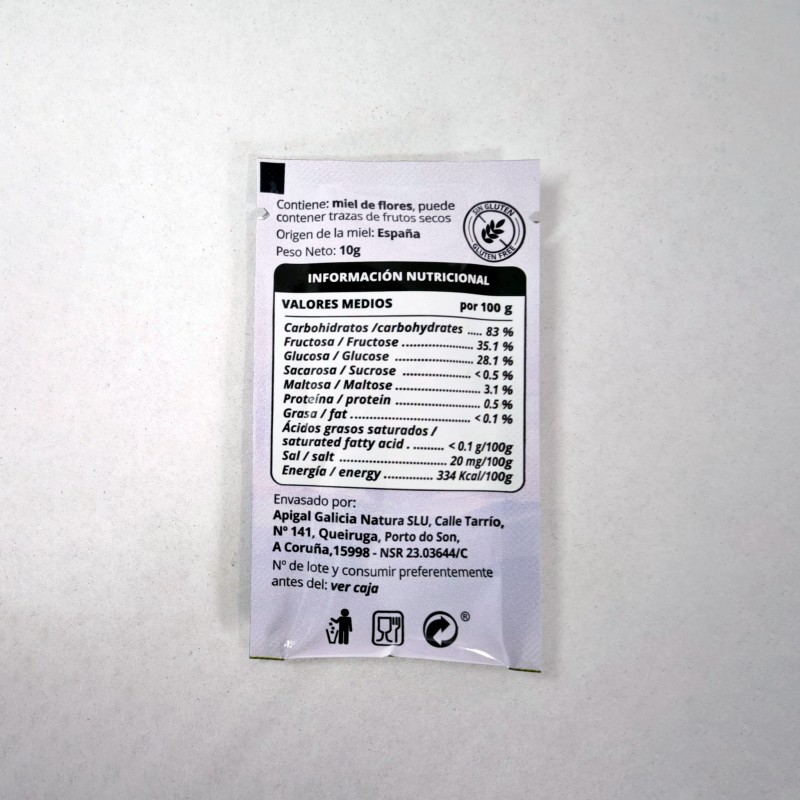 Contiene: miel de flores, puede
contener trazas de frutos secos
Origen de la miel: España
Peso Neto: 10g
SIN GLUTEN
GLUTEN FREE
INFORMACIÓN NUTRICIONAL
VALORES MEDIOS por 100 g
Carbohidratos /carbohydrates ..... 83 %
Fructosa / Fructose ..................... 35.1 %
Glucosa / Glucose ....................... 28.1 %
Sacarosa / Sucrose ..................... < 0.5 %
Maltosa / Maltose ....................... 3.1 %
Proteína / protein ....................... 0.5 %
Grasa / fat .................................. < 0.1 %
Ácidos grasos saturados /
saturated fatty acid . ......... < 0.1 g/100g
Sal / salt ............................ 20 mg/100g
Energía / energy ............. 334 Kcal/100g
Envasado por:
Apigal Galicia Natura SLU, Calle Tarrío,
Nº 141, Queiruga, Porto do Son,
A Coruña,15998 - NSR 23.03644/C
Nº de lote y consumir preferentemente
antes del: ver caja
®